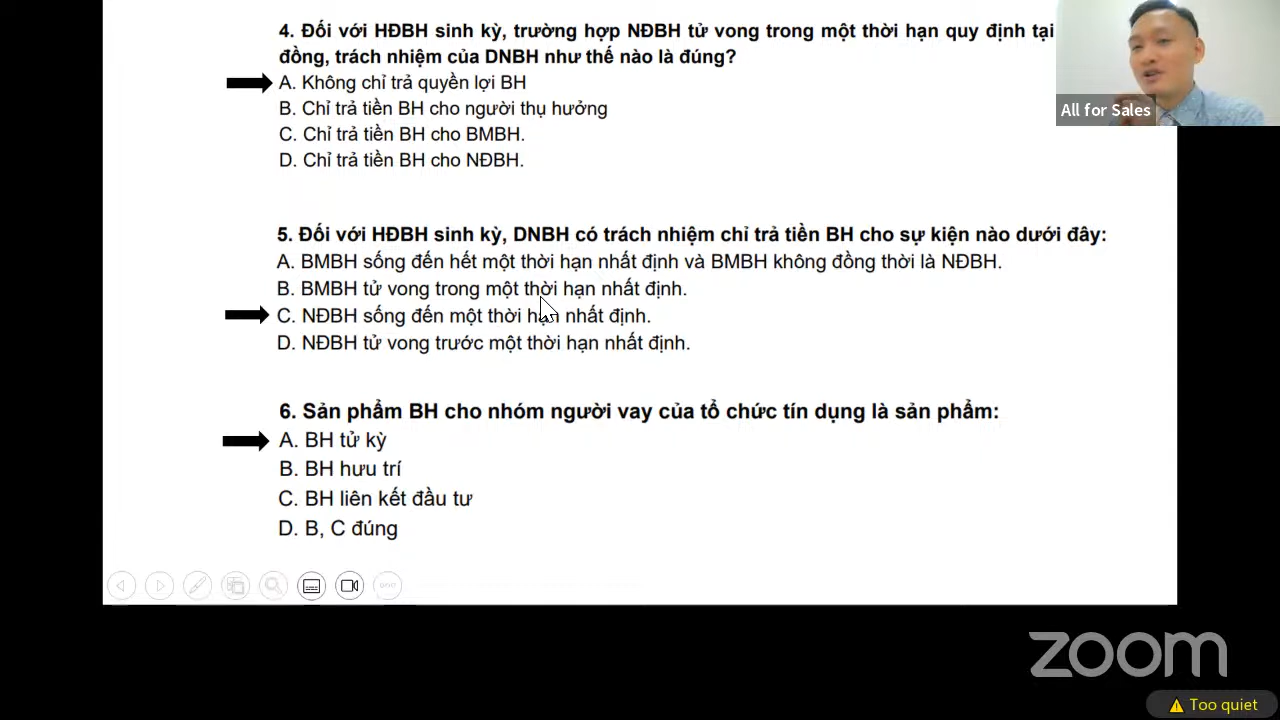 4. Đối với HĐBH sinh kỳ, trường hợp NĐBH tử vong trong một thời hạn quy định tại
đồng, trách nhiệm của DNBH như thế nào là đúng?
A. Không chỉ trả quyền lợi BH
B. Chỉ trả tiền BH cho người thụ hưởng
C. Chỉ trả tiền BH cho BMBH.
D. Chỉ trả tiền BH cho NĐBH.
All for Sales
5. Đối với HĐBH sinh kỳ, DNBH có trách nhiệm chỉ trả tiền BH cho sự kiện nào dưới đây:
A. BMBH sống đến hết một thời hạn nhất định và BMBH không đồng thời là NĐBH.
B. BMBH tử vong trong một thời hạn nhất định.
C. NĐBH sống đến một thời hạn nhất định.
D. NĐBH tử vong trước một thời hạn nhất định.
6. Sản phẩm BH cho nhóm người vay của tổ chức tín dụng là sản phẩm:
A. BH tử kỳ
B. BH hưu trí
C. BH liên kết đầu tư
D. B, C đúng
zoom
Too quiet